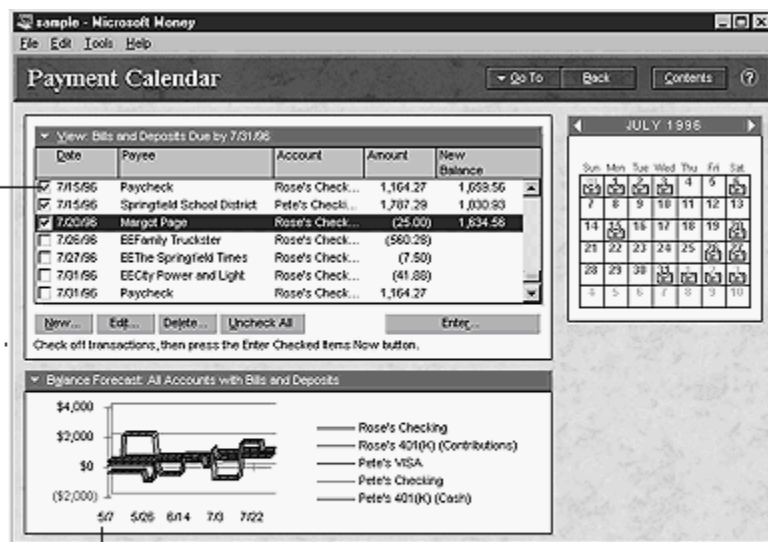 sample - Microsoft Money
File Edit Tools Help
Payment Calendar
Go To Back Contents ?
View: Bills and Deposits Due by 7/31/96
Date Payee Account Amount New Balance
7/15/96 Paycheck Rose's Check... 1,164.27 1,659.56
7/15/96 Springfield School District Pete's Checki... 1,787.29 1,030.93
7/20/96 Margot Page Rose's Check... (25.00) 1,634.56
7/26/96 EEFamily Truckster Rose's Check... (560.28)
7/27/96 EEThe Springfield Times Rose's Check... (7.50)
7/31/96 EECity Power and Light Rose's Check... (41.88)
7/31/96 Paycheck Rose's Check... 1,164.27
New... Edit... Delete... Uncheck All Enter...
Check off transactions, then press the Enter Checked Items Now button.
JULY 1996
Sun Mon Tue Wed Thu Fri Sat
4 5
7 8 9 10 11 12 13
14 15 16 17 18 19
21 22 23 24 25
28 29 30
4 5 6 7 8 9 10
Balance Forecast: All Accounts with Bills and Deposits
$4,000
$2,000
$0
($2,000)
5/7 5/26 6/14 7/3 7/22
Rose's Checking
Rose's 401(K) (Contributions)
Pete's VISA
Pete's Checking
Pete's 401(K) (Cash)